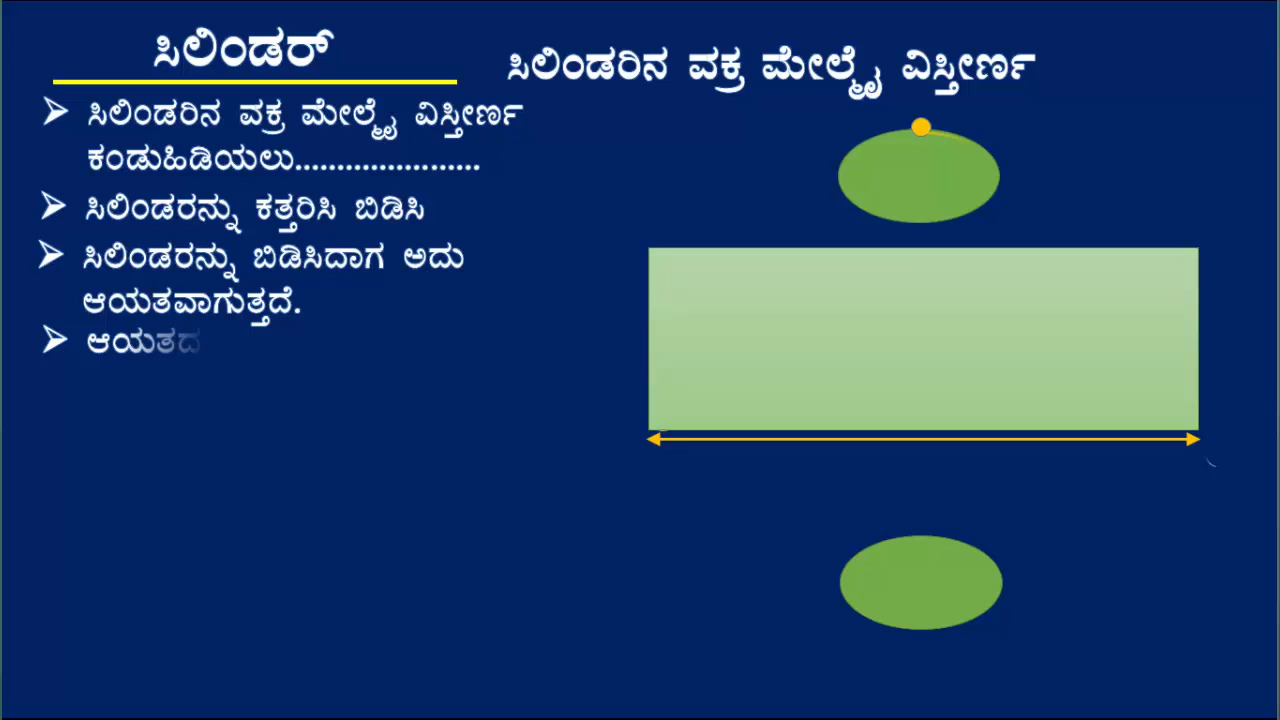 ಸಿಲಿಂಡರ್
ಸಿಲಿಂಡರಿನ ವಕ್ರ ಮೇಲ್ಮೈ ವಿಸ್ತೀರ್ಣ
➢ ಸಿಲಿಂಡರಿನ ವಕ್ರ ಮೇಲ್ಮೈ ವಿಸ್ತೀರ್ಣ
ಕಂಡುಹಿಡಿಯಲು......................
➢ ಸಿಲಿಂಡರನ್ನು ಕತ್ತರಿಸಿ ಬಿಡಿಸಿ
➢ ಸಿಲಿಂಡರನ್ನು ಬಿಡಿಸಿದಾಗ ಅದು
ಆಯತವಾಗುತ್ತದೆ.
➢ ಆಯತದ